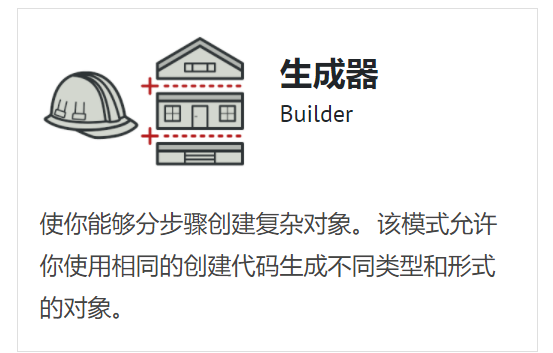 生成器
Builder
使你能够分步骤创建复杂对象。该模式允许
你使用相同的创建代码生成不同类型和形式
的对象。